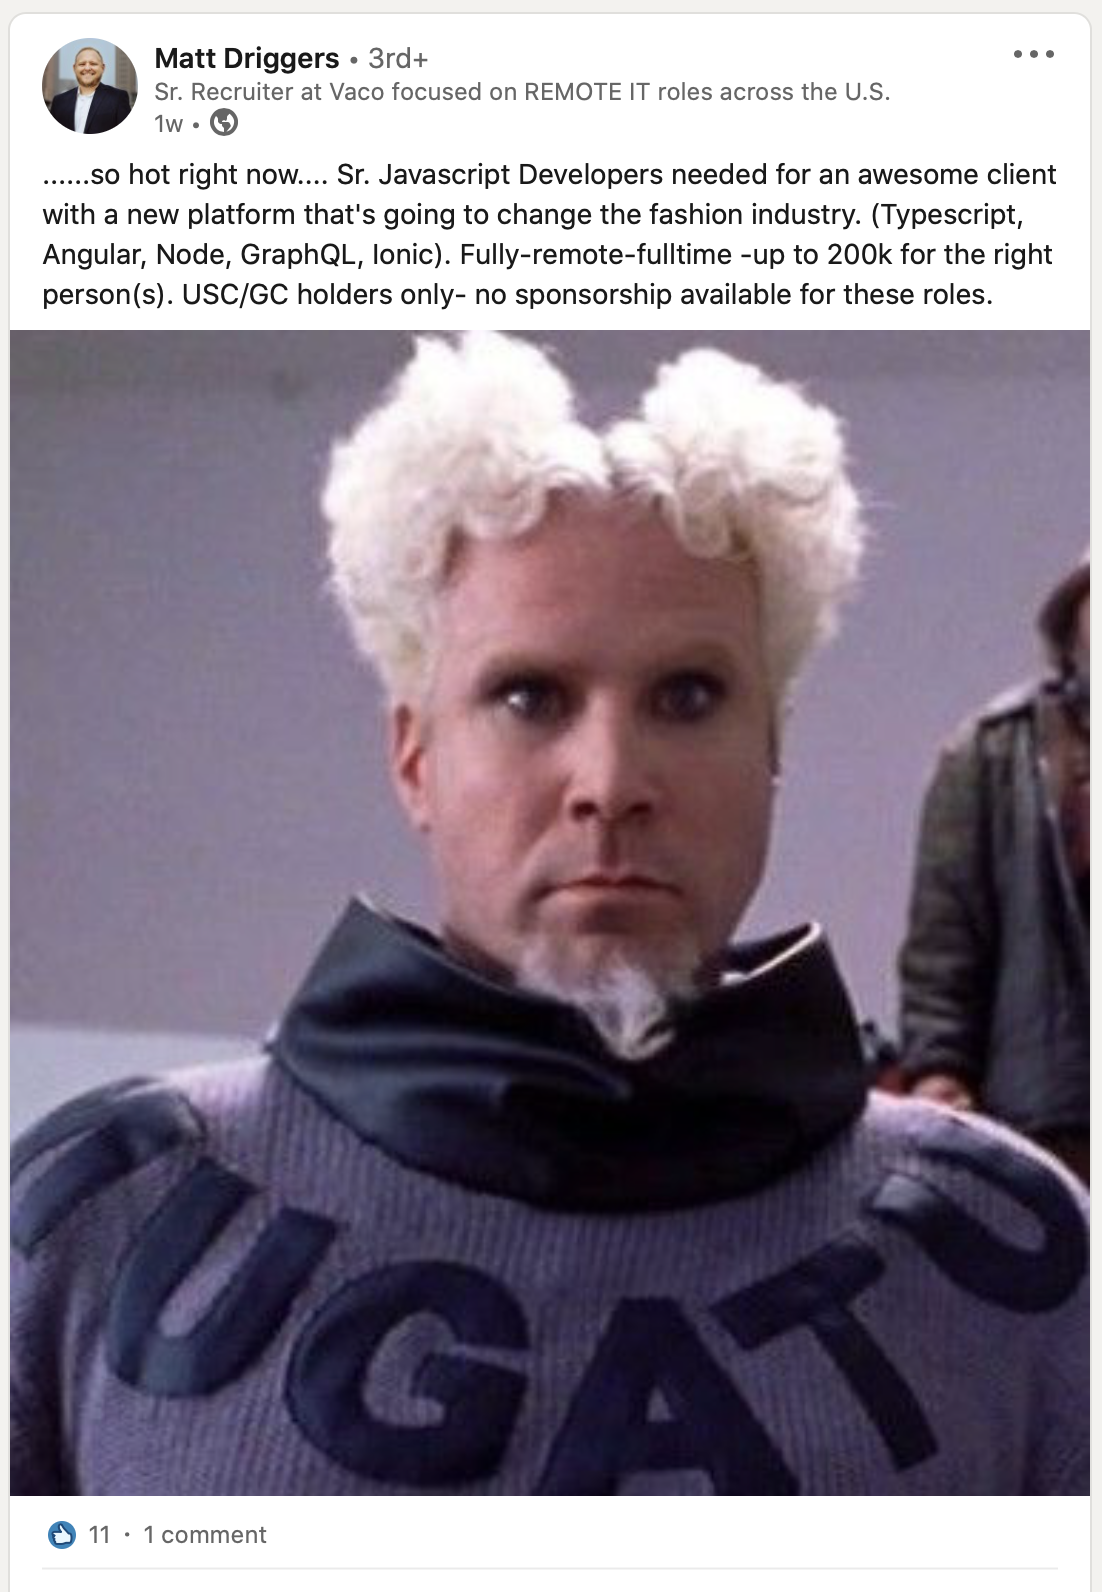 Matt Driggers • 3rd+
Sr. Recruiter at Vaco focused on REMOTE IT roles across the U.S.
1w •
......so hot right now.... Sr. Javascript Developers needed for an awesome client
with a new platform that's going to change the fashion industry. (Typescript,
Angular, Node, GraphQL, Ionic). Fully-remote-fulltime -up to 200k for the right
person(s). USC/GC holders only- no sponsorship available for these roles.
UGATU
11 · 1 comment